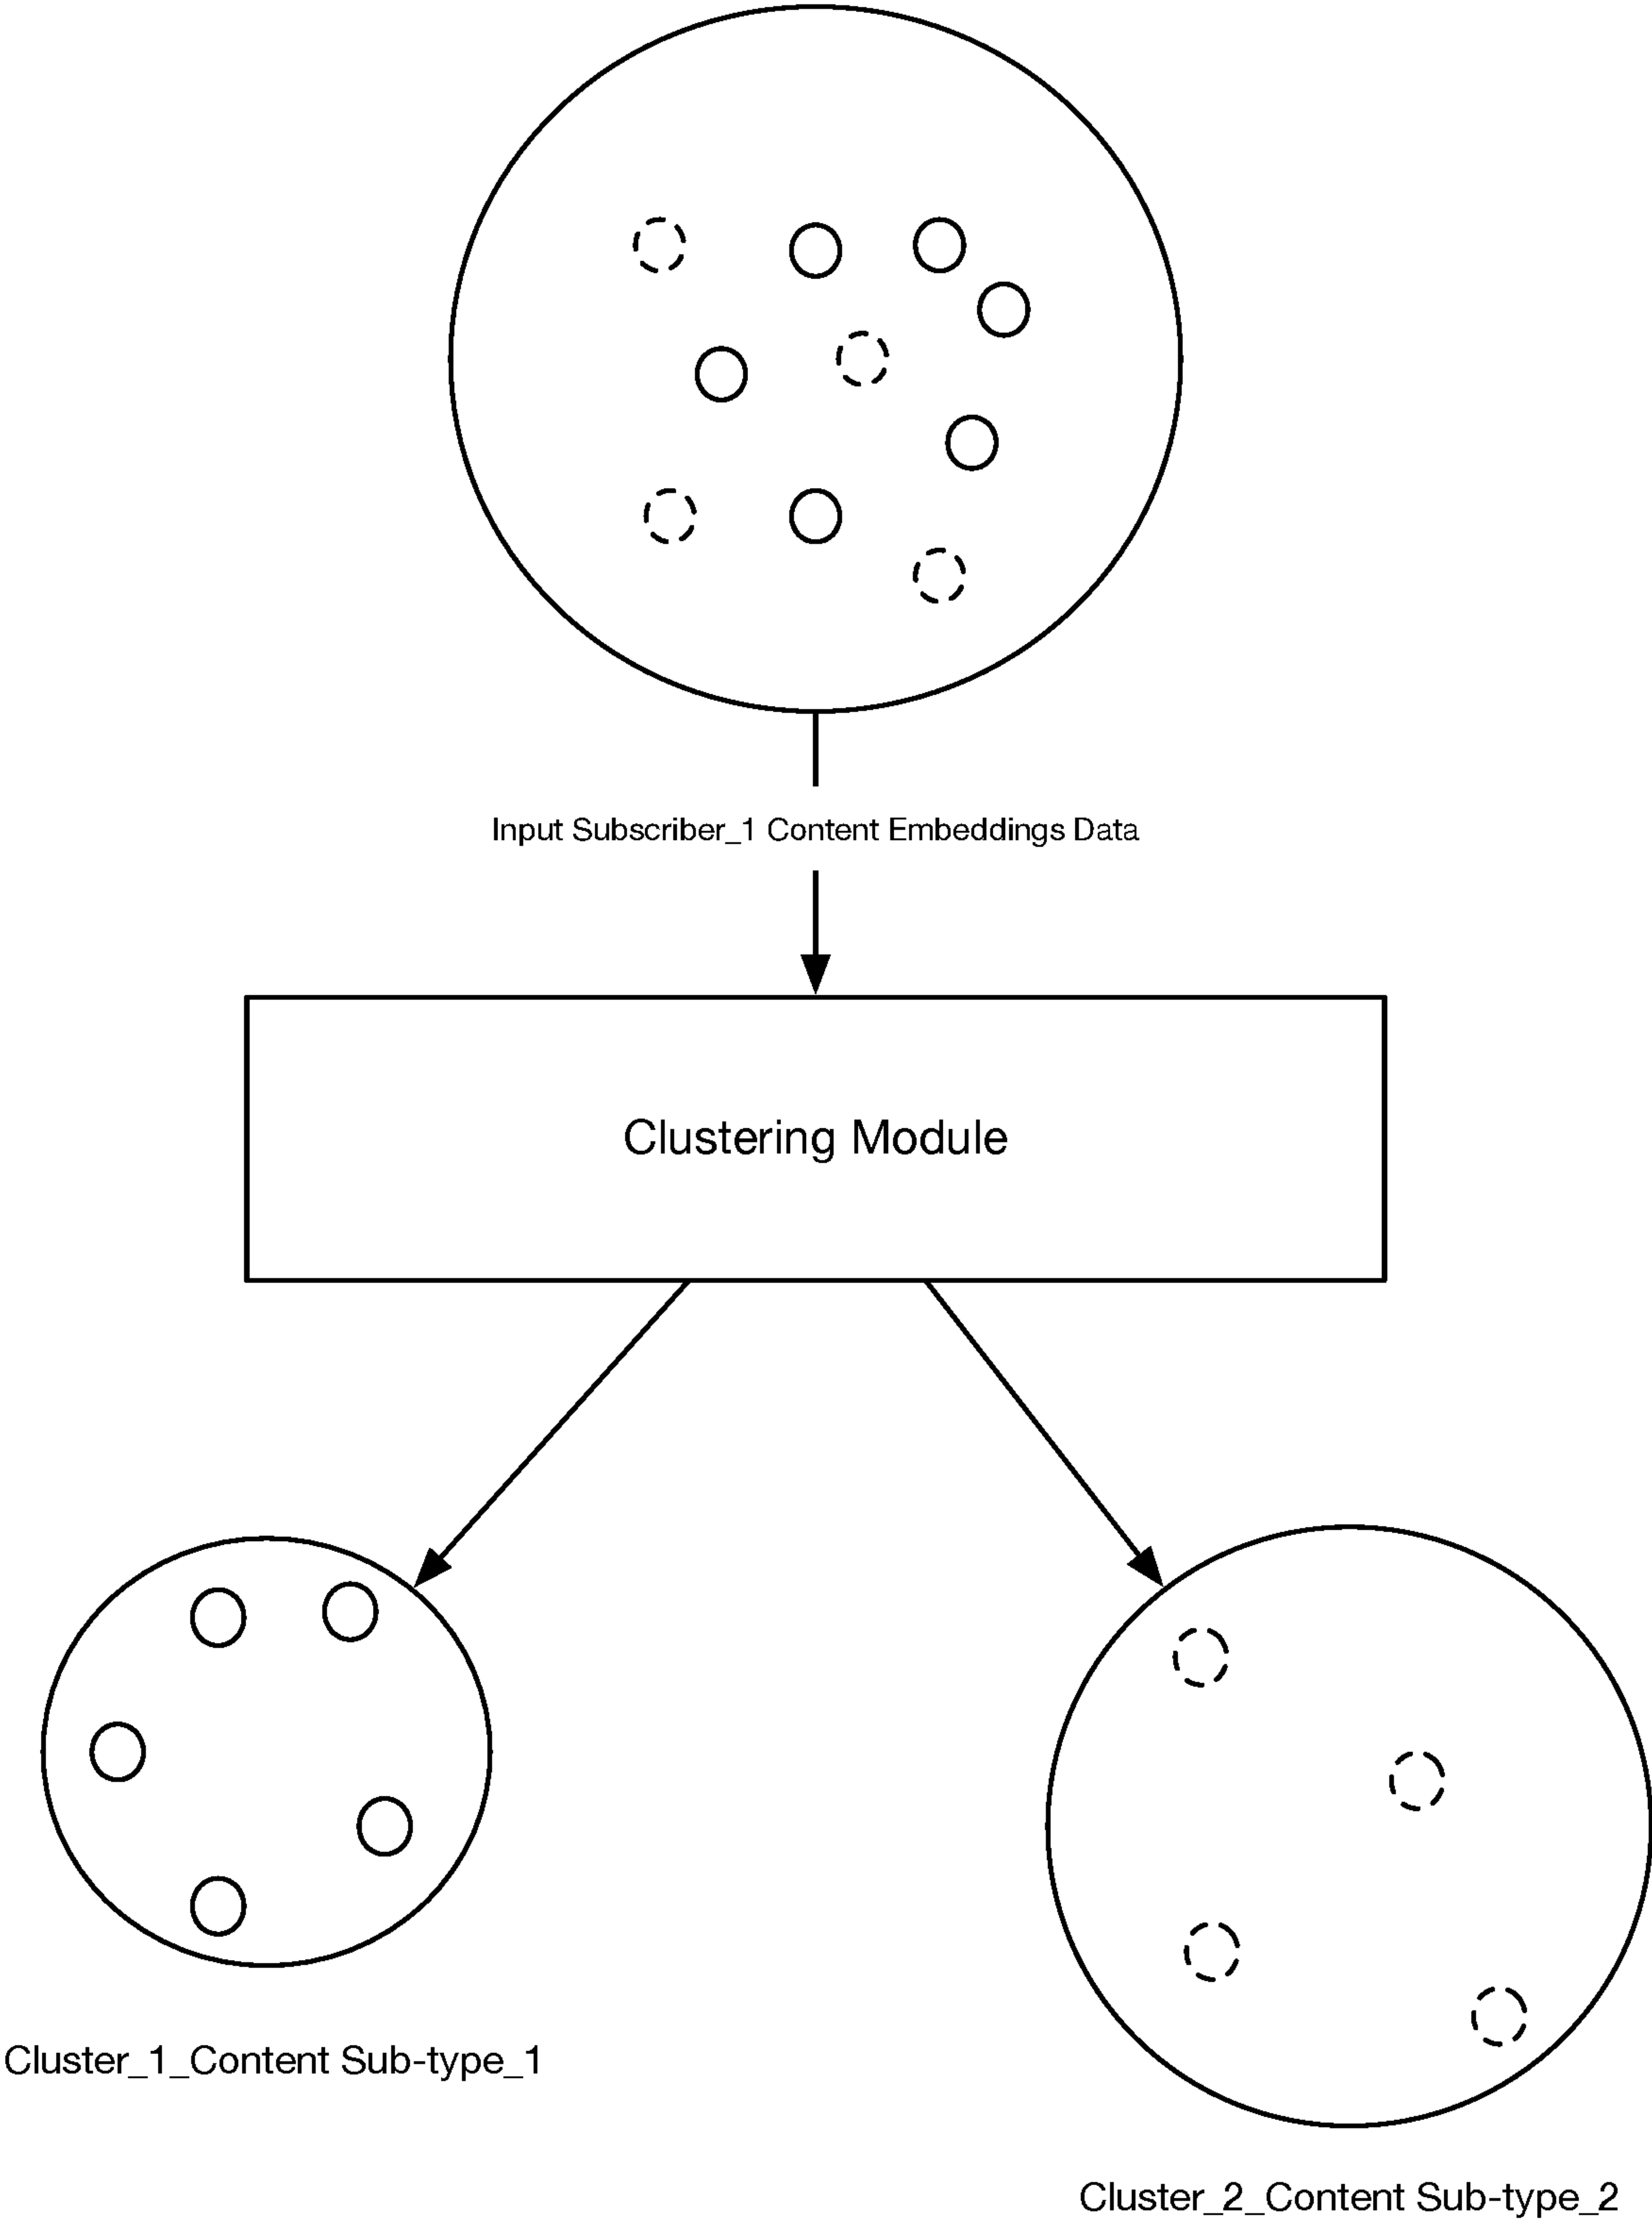 Input Subscriber_1 Content Embeddings Data
Clustering Module
Cluster_1_Content Sub-type_1
Cluster_2_Content Sub-type_2